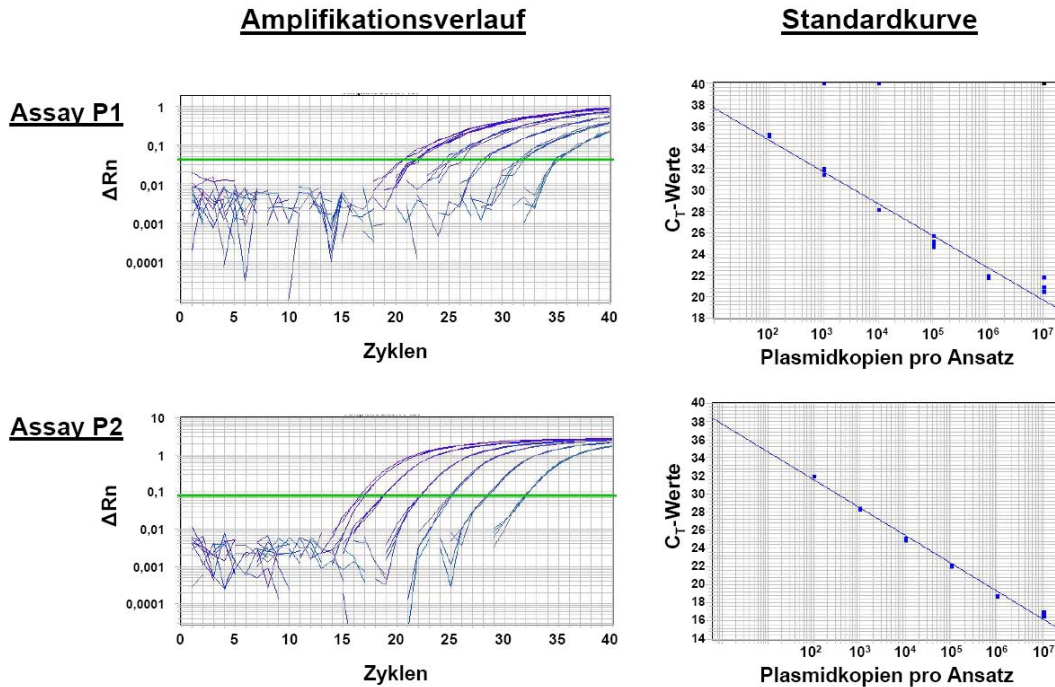 Amplifikationsverlauf
Standardkurve
Assay P1
ΔRn
1
0,1
0,01
0,001
0,0001
0 5 10 15 20 25 30 35 40
Zyklen
C_T-Werte
40
36
34
32
30
28
26
24
22
20
18
10² 10³ 10⁴ 10⁵ 10⁶ 10⁷
Plasmidkopien pro Ansatz
Assay P2
ΔRn
10
1
0,1
0,01
0,001
0,0001
0 5 10 15 20 25 30 35 40
Zyklen
C_T-Werte
40
38
36
34
32
30
28
26
24
22
20
18
16
14
10² 10³ 10⁴ 10⁵ 10⁶ 10⁷
Plasmidkopien pro Ansatz